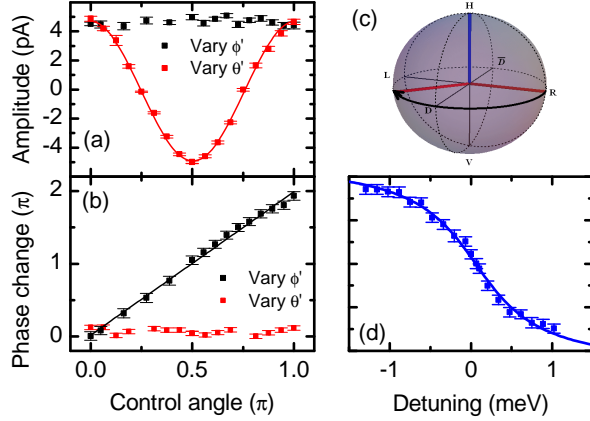 Amplitude (pA)
4
2
0
-2
-4
Vary ϕ'
Vary θ'
(a)
(c)
H
D̅
L
R
D
V
Phase change (π)
2
1
0
(b)
Vary ϕ'
Vary θ'
0.0 0.5 1.0
Control angle (π)
(d)
-1 0 1
Detuning (meV)